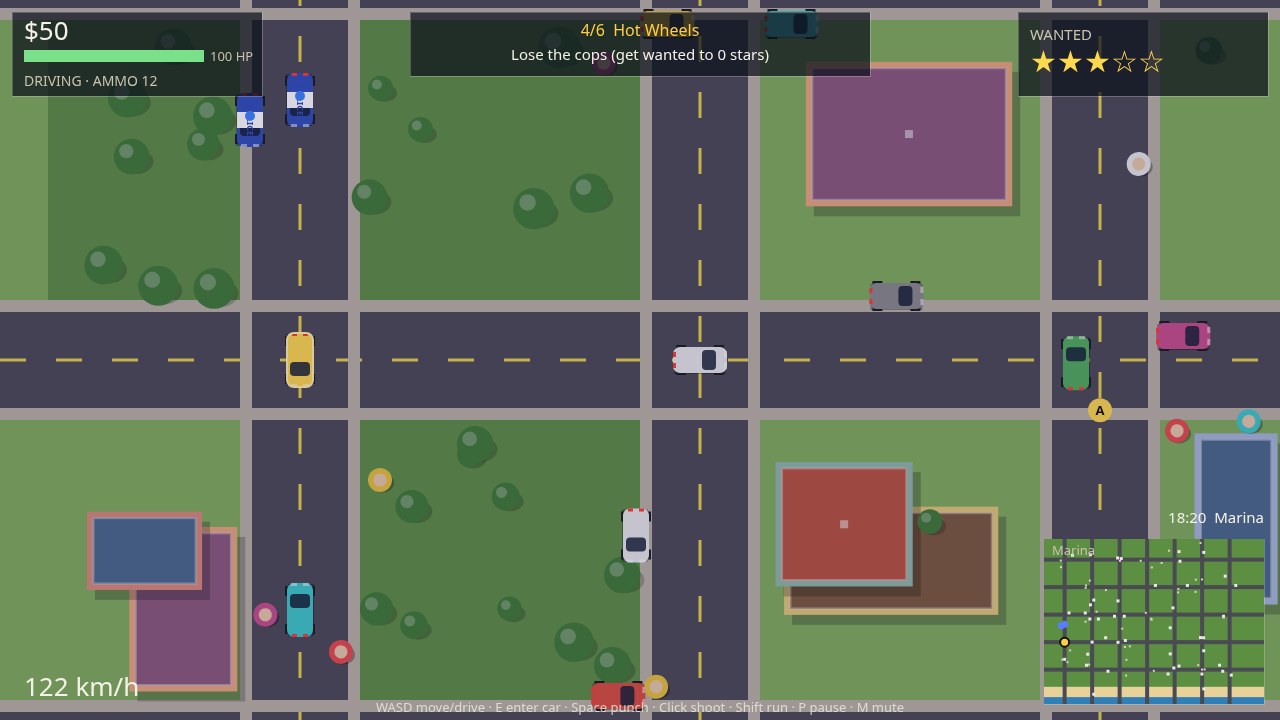 $50
100 HP
DRIVING · AMMO 12
4/6 Hot Wheels
Lose the cops (get wanted to 0 stars)
WANTED
★★★☆☆
A
18:20 Marina
Marina
122 km/h
WASD move/drive · E enter car · Space punch · Click shoot · Shift run · P pause · M mute